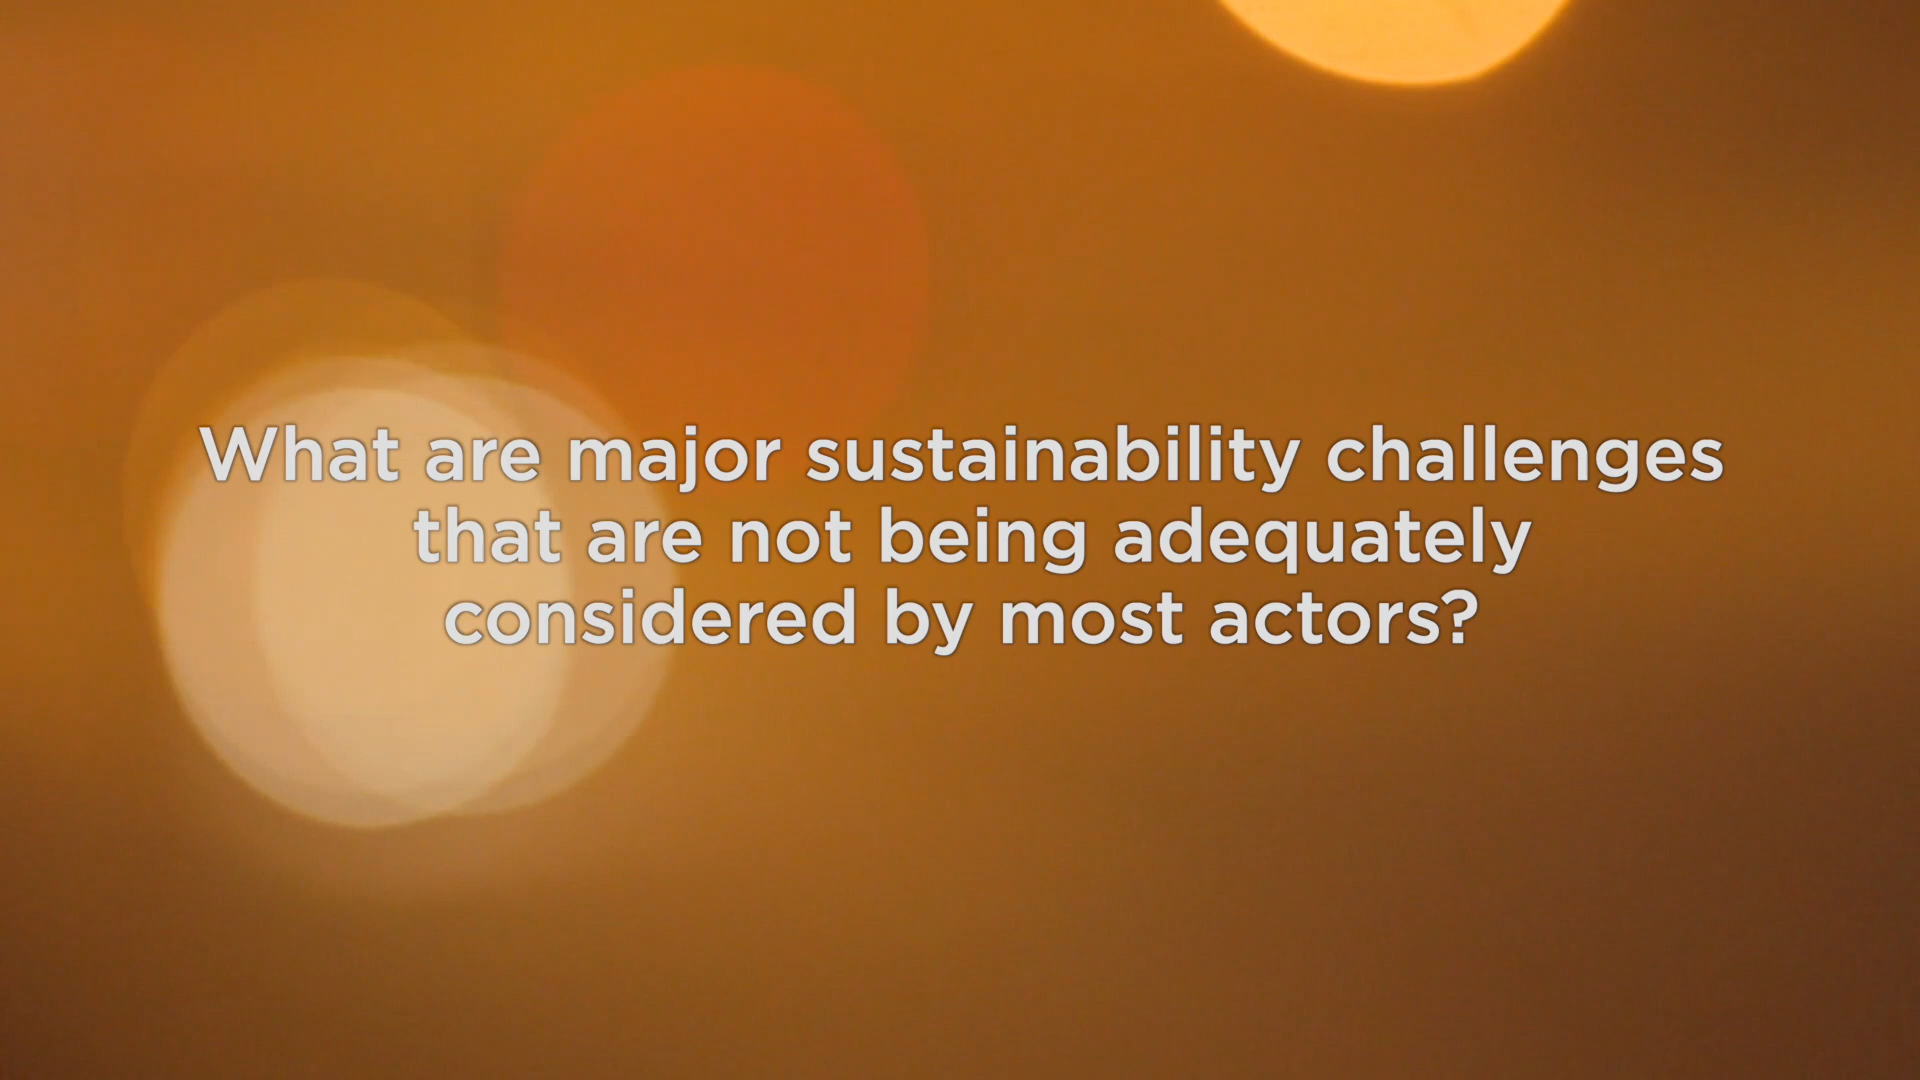 What are major sustainability challenges
that are not being adequately
considered by most actors?